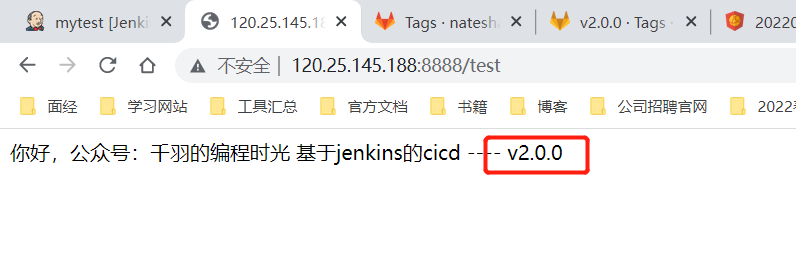 mytest [Jenki
120.25.145.18
Tags · natesha
v2.0.0 · Tags ·
20220
不安全 | 120.25.145.188:8888/test
面经 学习网站 工具汇总 官方文档 书籍 博客 公司招聘官网 2022
你好，公众号：千羽的编程时光 基于jenkins的cicd ---- v2.0.0